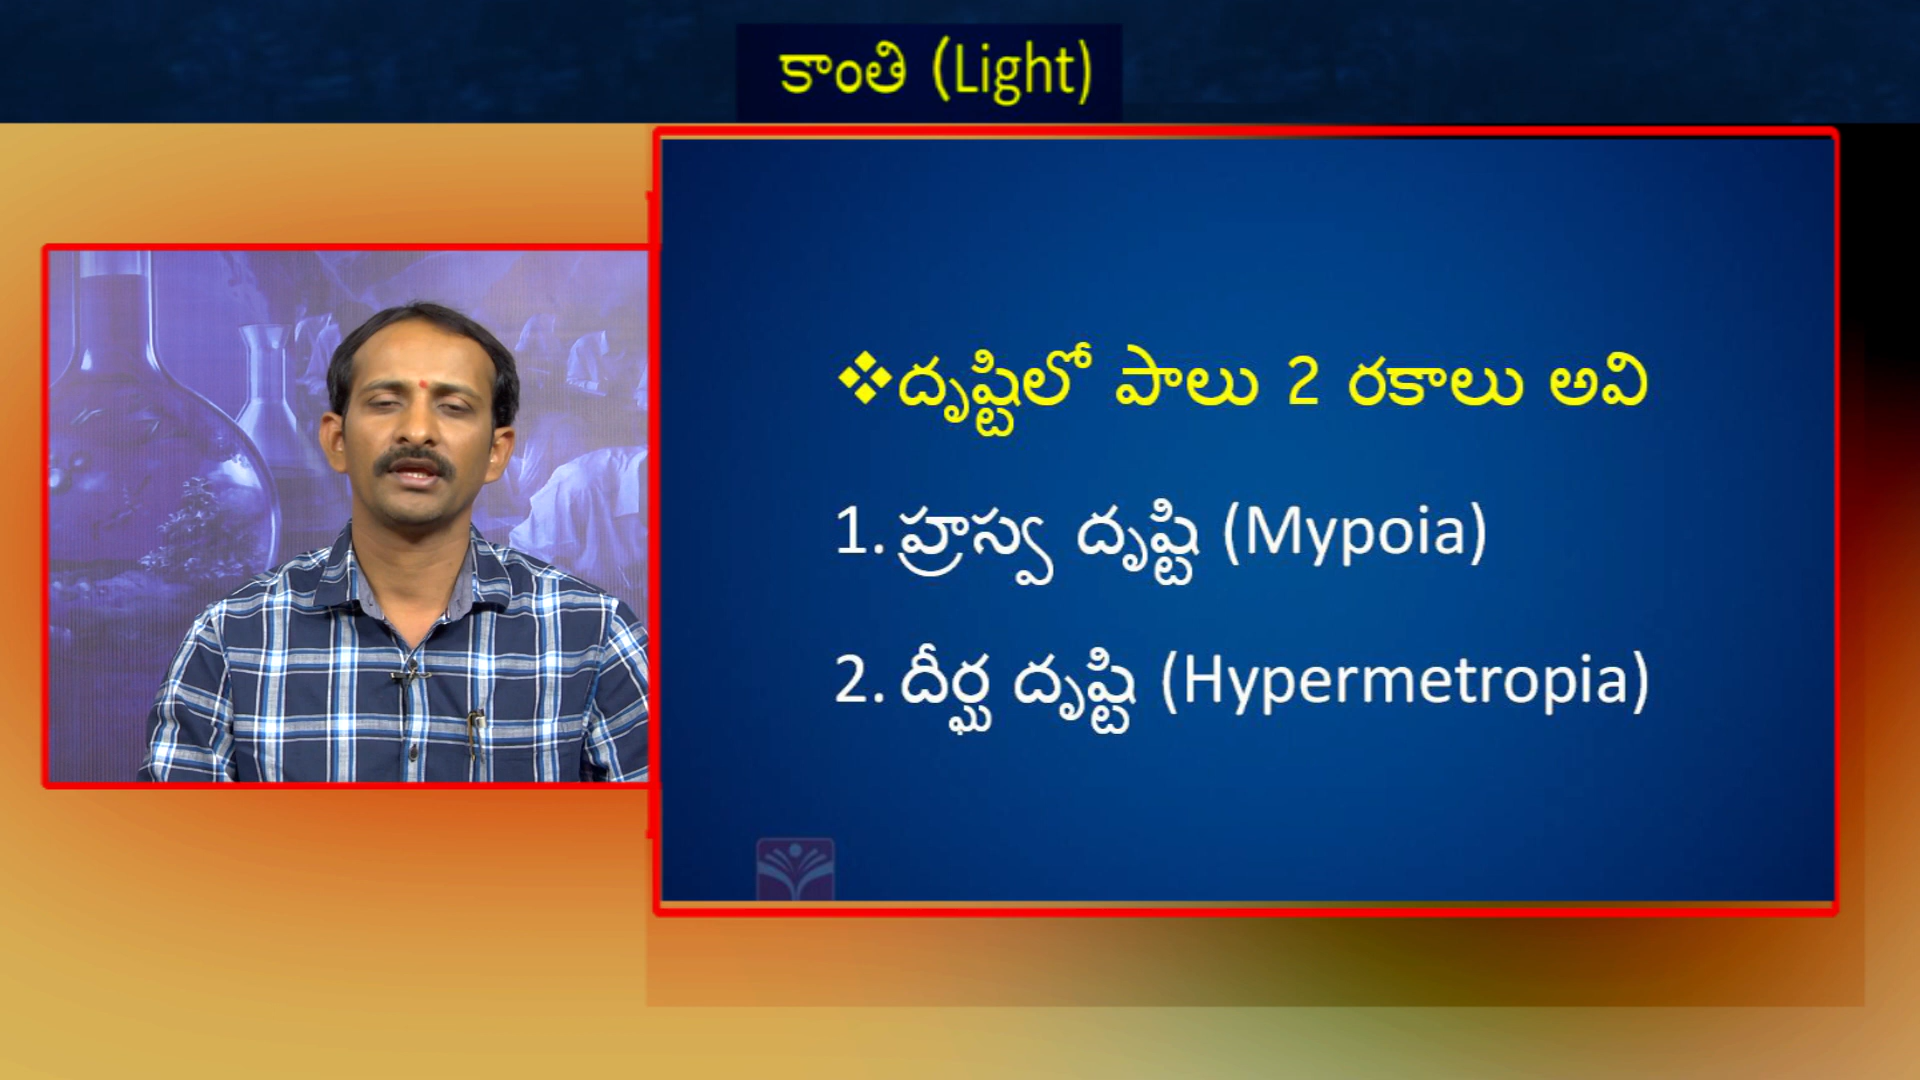 కాంతి (Light)
❖దృష్టిలో పాలు 2 రకాలు అవి
1. హ్రస్వ దృష్టి (Mypoia)
2. దీర్ఘ దృష్టి (Hypermetropia)